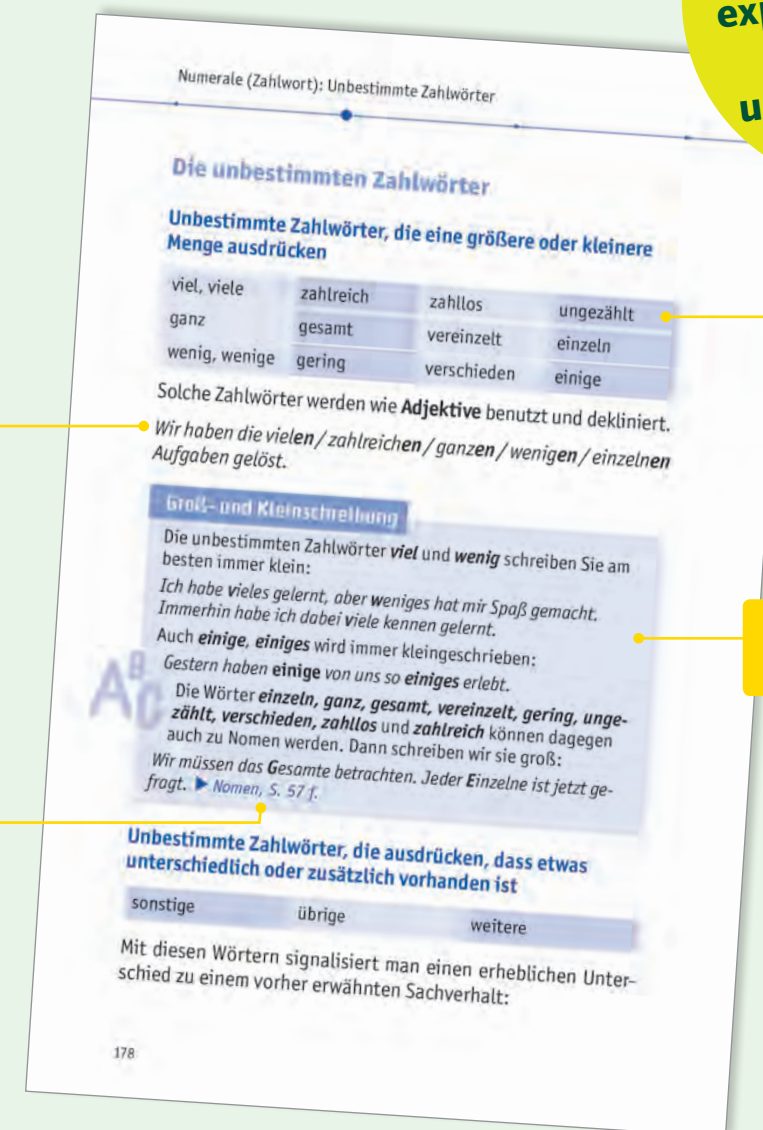 exp
u
Numerale (Zahlwort): Unbestimmte Zahlwörter
Die unbestimmten Zahlwörter
Unbestimmte Zahlwörter, die eine größere oder kleinere
Menge ausdrücken
viel, viele zahlreich zahllos ungezählt
ganz gesamt vereinzelt einzeln
wenig, wenige gering verschieden einige
Solche Zahlwörter werden wie Adjektive benutzt und dekliniert.
Wir haben die vielen / zahlreichen / ganzen / wenigen / einzelnen
Aufgaben gelöst.
Groß- und Kleinschreibung
Die unbestimmten Zahlwörter viel und wenig schreiben Sie am
besten immer klein:
Ich habe vieles gelernt, aber weniges hat mir Spaß gemacht.
Immerhin habe ich dabei viele kennen gelernt.
Auch einige, einiges wird immer kleingeschrieben:
Gestern haben einige von uns so einiges erlebt.
ABC
Die Wörter einzeln, ganz, gesamt, vereinzelt, gering, unge-
zählt, verschieden, zahllos und zahlreich können dagegen
auch zu Nomen werden. Dann schreiben wir sie groß:
Wir müssen das Gesamte betrachten. Jeder Einzelne ist jetzt ge-
fragt. ▶ Nomen, S. 57 f.
Unbestimmte Zahlwörter, die ausdrücken, dass etwas
unterschiedlich oder zusätzlich vorhanden ist
sonstige übrige weitere
Mit diesen Wörtern signalisiert man einen erheblichen Unter-
schied zu einem vorher erwähnten Sachverhalt:
178